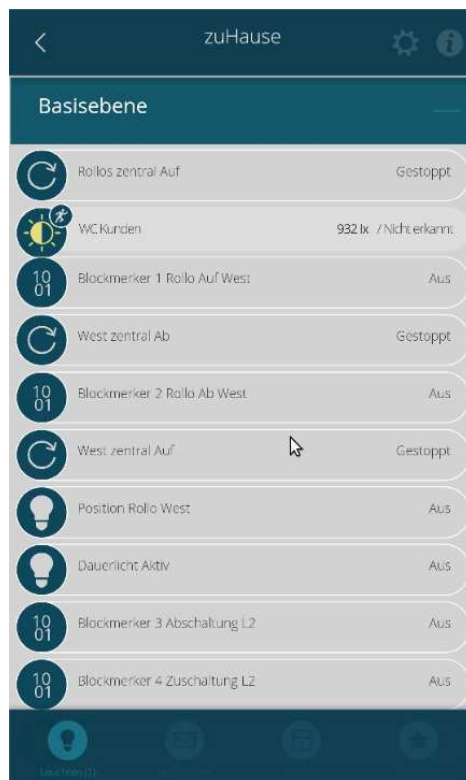 zuHause
Basisebene
Rollos zentral Auf Gestoppt
WC Kunden 932 lx / Nicht erkannt
10
01 Blockmerker 1 Rollo Auf West Aus
West zentral Ab Gestoppt
10
01 Blockmerker 2 Rollo Ab West Aus
West zentral Auf Gestoppt
Position Rollo West Aus
Dauerlicht Aktiv Aus
10
01 Blockmerker 3 Abschaltung L2 Aus
10
01 Blockmerker 4 Zuschaltung L2 Aus